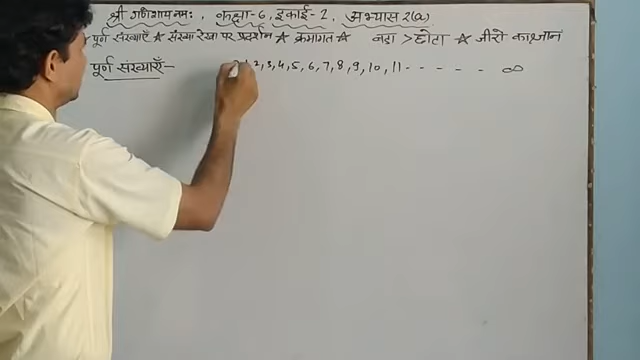 श्री गणेशाय नमः, कक्षा-6, इकाई-2, अभ्यास 2(a)
पूर्ण संख्याएँ ☆ संख्या रेखा पर प्रदर्शन ☆ क्रमागत ☆ बड़ा > छोटा ☆ जीरो का ज्ञान
पूर्ण संख्याएँ- 1, 2, 3, 4, 5, 6, 7, 8, 9, 10, 11 - - - - - - ∞